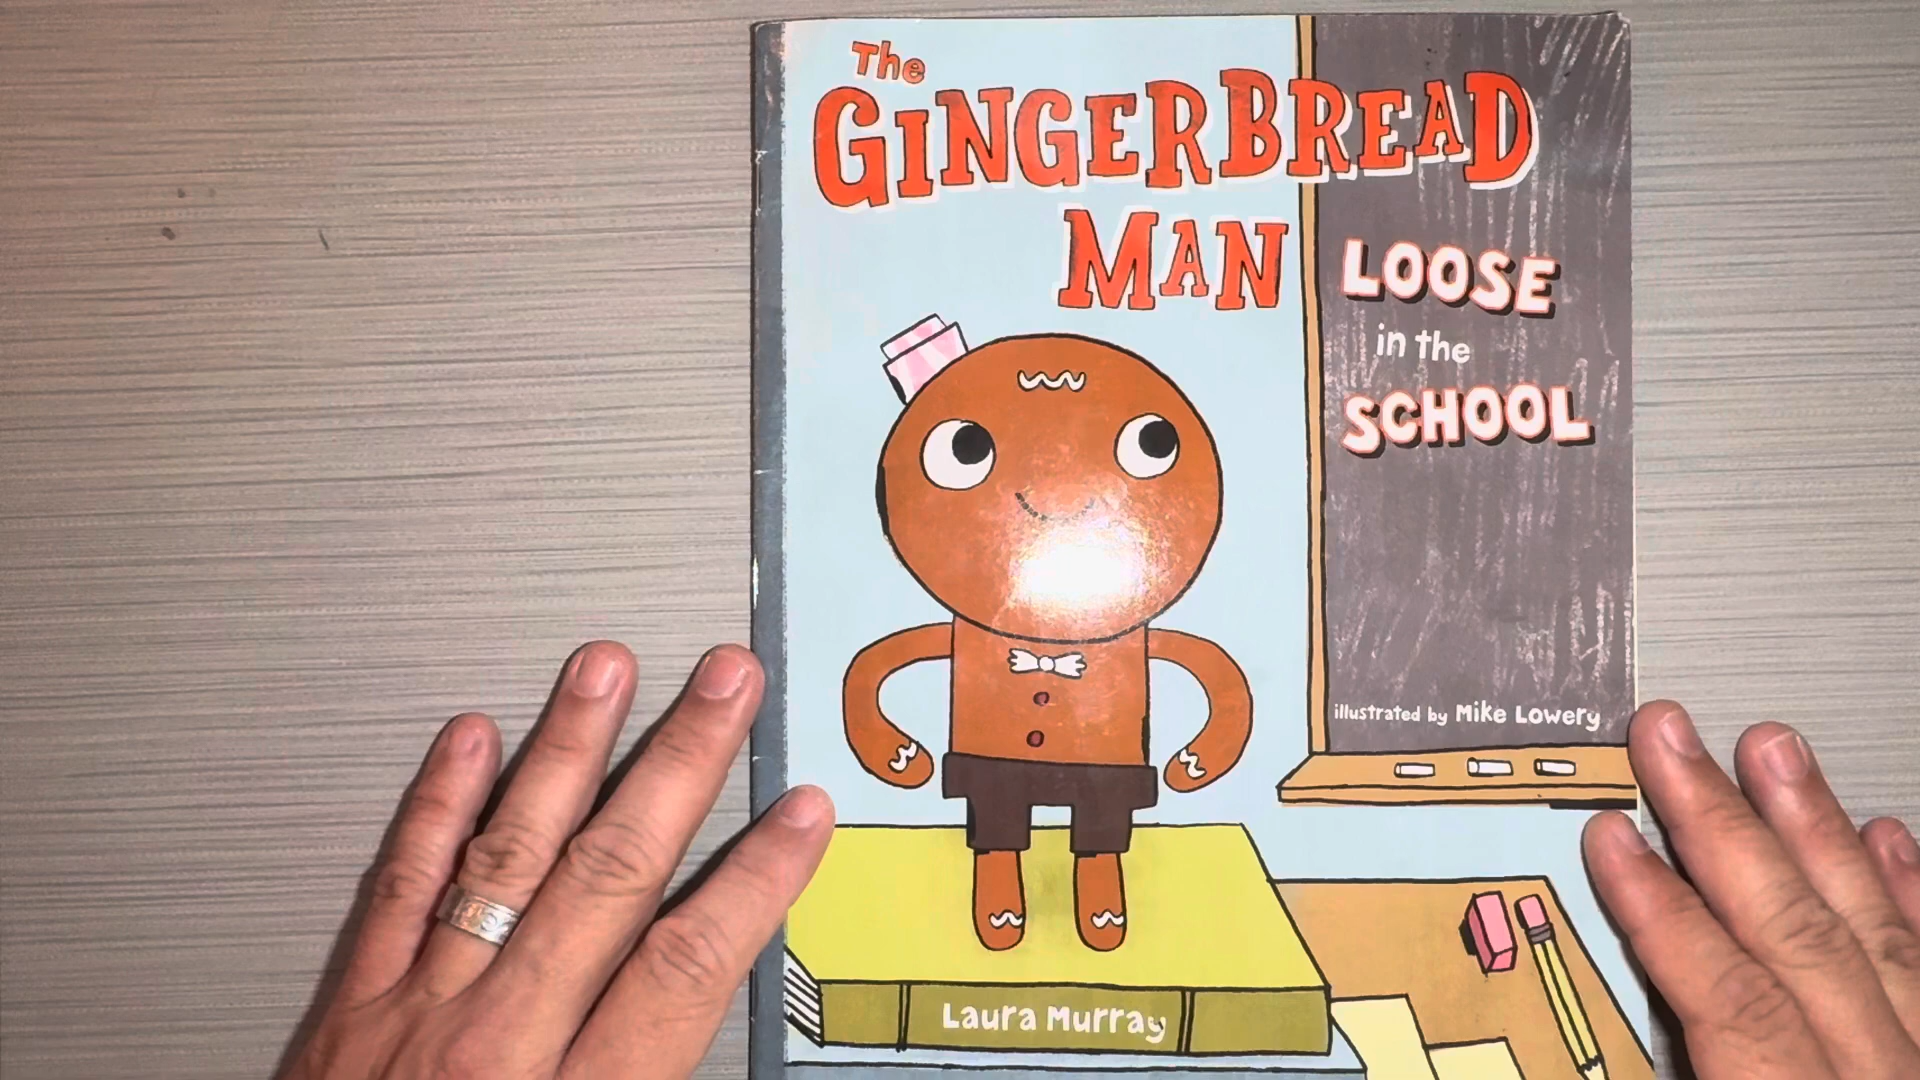 The
GINGERBREAD
MAN
LOOSE
in the
SCHOOL
illustrated by Mike Lowery
Laura Murray